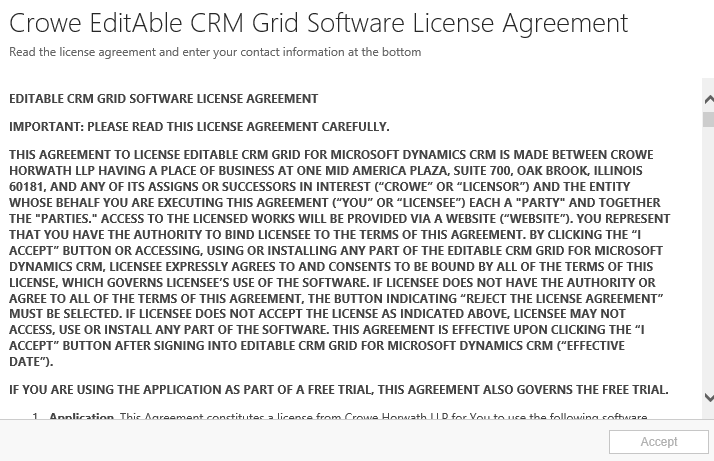 Crowe EditAble CRM Grid Software License Agreement
Read the license agreement and enter your contact information at the bottom
EDITABLE CRM GRID SOFTWARE LICENSE AGREEMENT
IMPORTANT: PLEASE READ THIS LICENSE AGREEMENT CAREFULLY.
THIS AGREEMENT TO LICENSE EDITABLE CRM GRID FOR MICROSOFT DYNAMICS CRM IS MADE BETWEEN CROWE
HORWATH LLP HAVING A PLACE OF BUSINESS AT ONE MID AMERICA PLAZA, SUITE 700, OAK BROOK, ILLINOIS
60181, AND ANY OF ITS ASSIGNS OR SUCCESSORS IN INTEREST (“CROWE” OR “LICENSOR”) AND THE ENTITY
WHOSE BEHALF YOU ARE EXECUTING THIS AGREEMENT (“YOU” OR “LICENSEE”) EACH A "PARTY" AND TOGETHER
THE "PARTIES." ACCESS TO THE LICENSED WORKS WILL BE PROVIDED VIA A WEBSITE (“WEBSITE”). YOU REPRESENT
THAT YOU HAVE THE AUTHORITY TO BIND LICENSEE TO THE TERMS OF THIS AGREEMENT. BY CLICKING THE “I
ACCEPT” BUTTON OR ACCESSING, USING OR INSTALLING ANY PART OF THE EDITABLE CRM GRID FOR MICROSOFT
DYNAMICS CRM, LICENSEE EXPRESSLY AGREES TO AND CONSENTS TO BE BOUND BY ALL OF THE TERMS OF THIS
LICENSE, WHICH GOVERNS LICENSEE’S USE OF THE SOFTWARE. IF LICENSEE DOES NOT HAVE THE AUTHORITY OR
AGREE TO ALL OF THE TERMS OF THIS AGREEMENT, THE BUTTON INDICATING “REJECT THE LICENSE AGREEMENT”
MUST BE SELECTED. IF LICENSEE DOES NOT ACCEPT THE LICENSE AS INDICATED ABOVE, LICENSEE MAY NOT
ACCESS, USE OR INSTALL ANY PART OF THE SOFTWARE. THIS AGREEMENT IS EFFECTIVE UPON CLICKING THE “I
ACCEPT” BUTTON AFTER SIGNING INTO EDITABLE CRM GRID FOR MICROSOFT DYNAMICS CRM (“EFFECTIVE
DATE”).
IF YOU ARE USING THE APPLICATION AS PART OF A FREE TRIAL, THIS AGREEMENT ALSO GOVERNS THE FREE TRIAL.
1. Application. This Agreement constitutes a license from Crowe Horwath LLP for You to use the following software
Accept